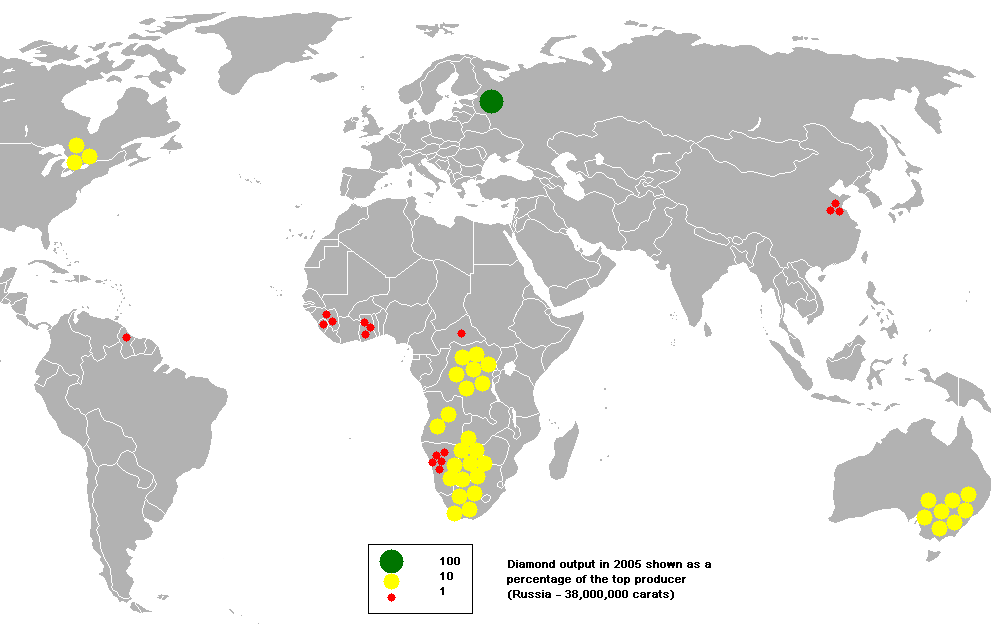 100
10
1
Diamond output in 2005 shown as a
percentage of the top producer
(Russia - 38,000,000 carats)